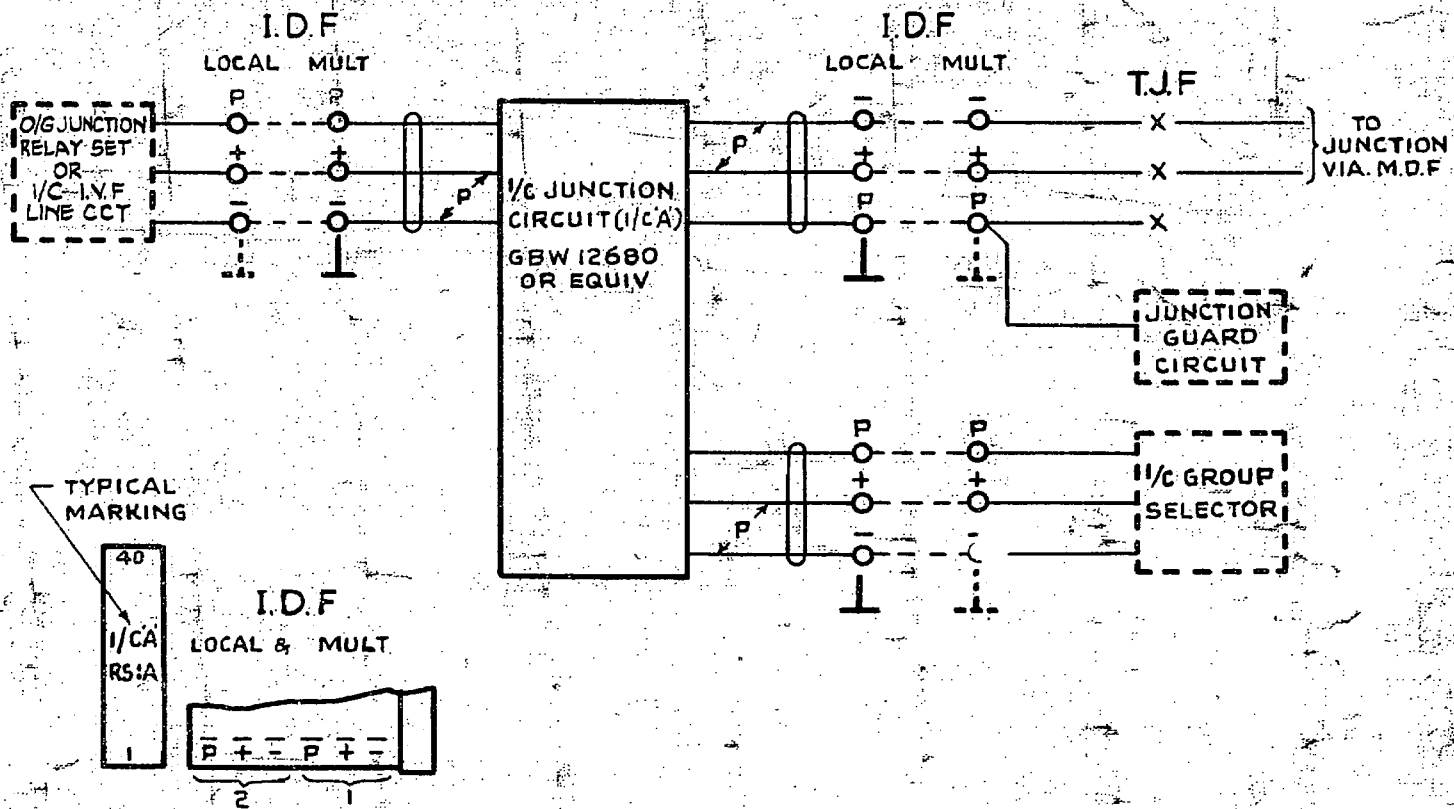 I.D.F
LOCAL MULT
P
P
+
+
-
-
O/G JUNCTION
RELAY SET
OR
I/C I.V.F
LINE CCT
P
I/C JUNCTION
CIRCUIT (I/C'A')
GBW 12680
OR EQUIV
I.D.F
LOCAL MULT
T.J.F
-
-
X
P
+
+
X
P
P
X
TO
JUNCTION
VIA. M.D.F
JUNCTION
GUARD
CIRCUIT
P
P
+
+
P
-
-
I/C GROUP
SELECTOR
TYPICAL
MARKING
40
I/C'A'
RS:A
1
I.D.F
LOCAL & MULT
P + - P + -
2 1